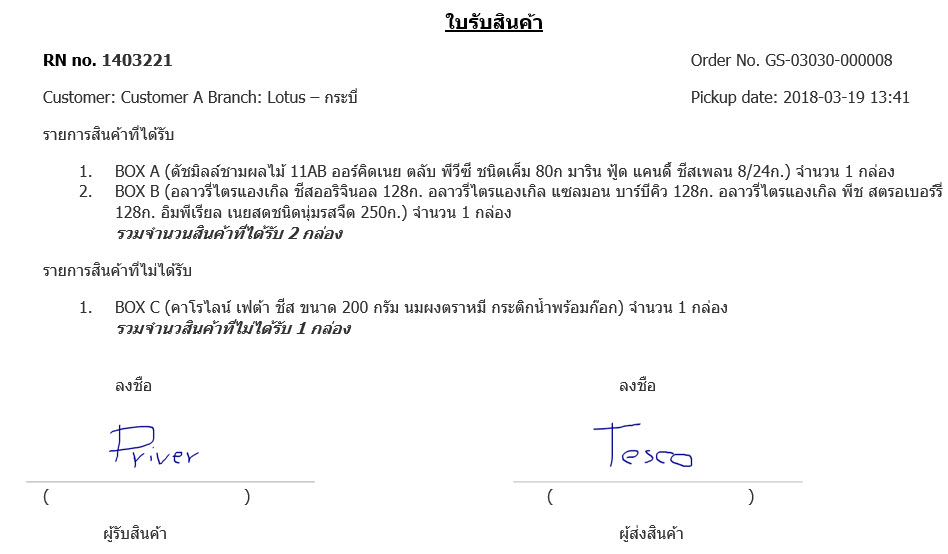 ใบรับสินค้า
RN no. 1403221
Order No. GS-03030-000008
Customer: Customer A Branch: Lotus – กระบี่
Pickup date: 2018-03-19 13:41
รายการสินค้าที่ได้รับ
1. BOX A (ดัชมิลล์ชามผลไม้ 11AB ออร์คิดเนย ตลับ พีวีซี ชนิดเค็ม 80ก มาริน ฟู้ด แคนดี้ ชีสเพลน 8/24ก.) จำนวน 1 กล่อง
2. BOX B (อลาวรี่ไตรแองเกิล ชีสออริจินอล 128ก. อลาวรี่ไตรแองเกิล แซลมอน บาร์บีคิว 128ก. อลาวรี่ไตรแองเกิล พีช สตรอเบอร์รี่
128ก. อิมพีเรียล เนยสดชนิดนุ่มรสจืด 250ก.) จำนวน 1 กล่อง
รวมจำนวนสินค้าที่ได้รับ 2 กล่อง
รายการสินค้าที่ไม่ได้รับ
1. BOX C (คาโรไลน์ เฟต้า ชีส ขนาด 200 กรัม นมผงตราหมี กระติกน้ำพร้อมก๊อก) จำนวน 1 กล่อง
รวมจำนวสินค้าที่ไม่ได้รับ 1 กล่อง
ลงชื่อ
ลงชื่อ
Driver
Tesco
( )
( )
ผู้รับสินค้า
ผู้ส่งสินค้า